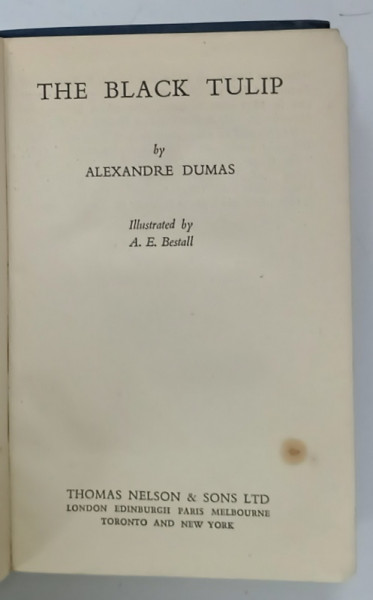 THE BLACK TULIP
by
ALEXANDRE DUMAS
Illustrated by
A. E. Bestall
THOMAS NELSON & SONS LTD
LONDON EDINBURGH PARIS MELBOURNE
TORONTO AND NEW YORK